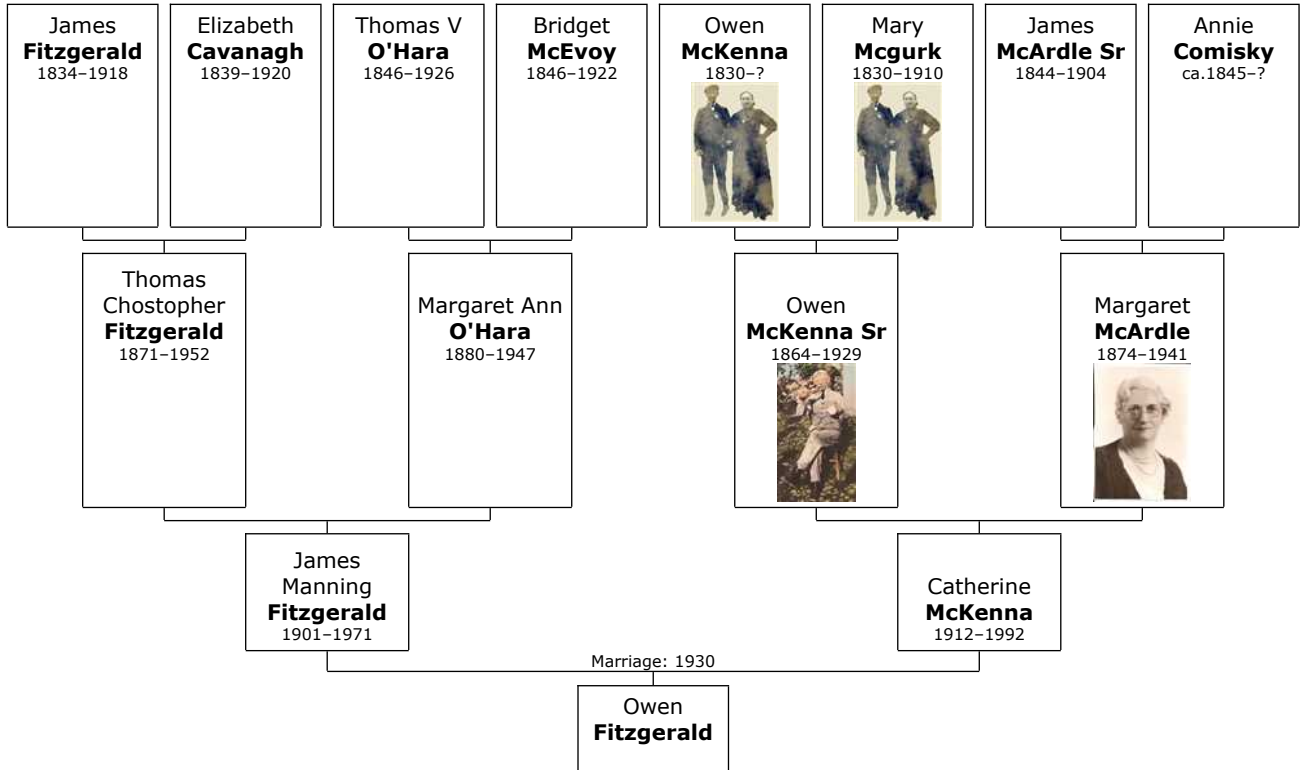 James
Fitzgerald
1834–1918
Elizabeth
Cavanagh
1839–1920
Thomas V
O'Hara
1846–1926
Bridget
McEvoy
1846–1922
Owen
McKenna
1830–?
Mary
Mcgurk
1830–1910
James
McArdle Sr
1844–1904
Annie
Comisky
ca.1845–?
Thomas
Chostopher
Fitzgerald
1871–1952
Margaret Ann
O'Hara
1880–1947
Owen
McKenna Sr
1864–1929
Margaret
McArdle
1874–1941
James
Manning
Fitzgerald
1901–1971
Catherine
McKenna
1912–1992
Marriage: 1930
Owen
Fitzgerald